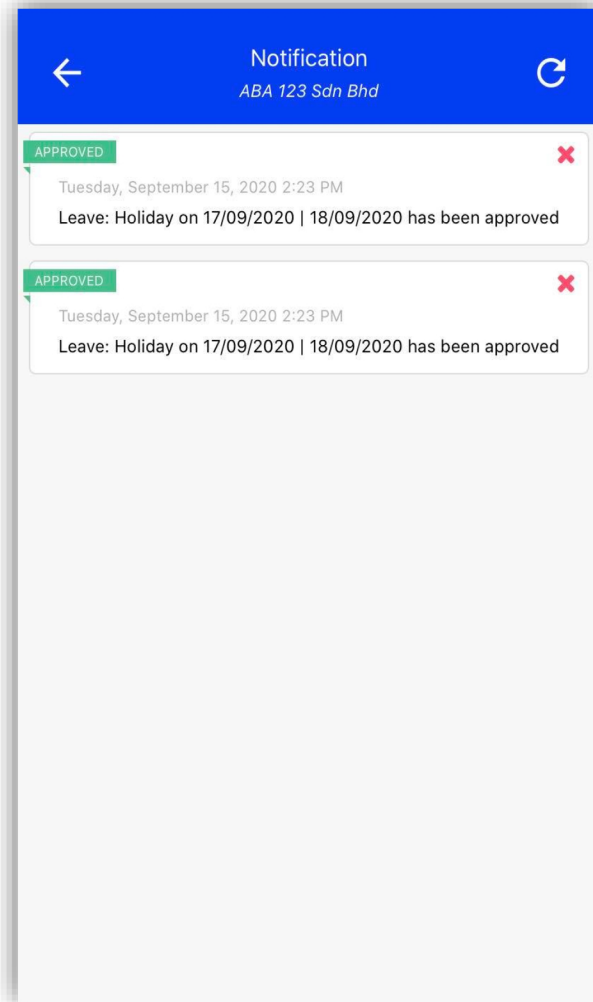 Notification
ABA 123 Sdn Bhd
APPROVED
Tuesday, September 15, 2020 2:23 PM
Leave: Holiday on 17/09/2020 | 18/09/2020 has been approved
APPROVED
Tuesday, September 15, 2020 2:23 PM
Leave: Holiday on 17/09/2020 | 18/09/2020 has been approved